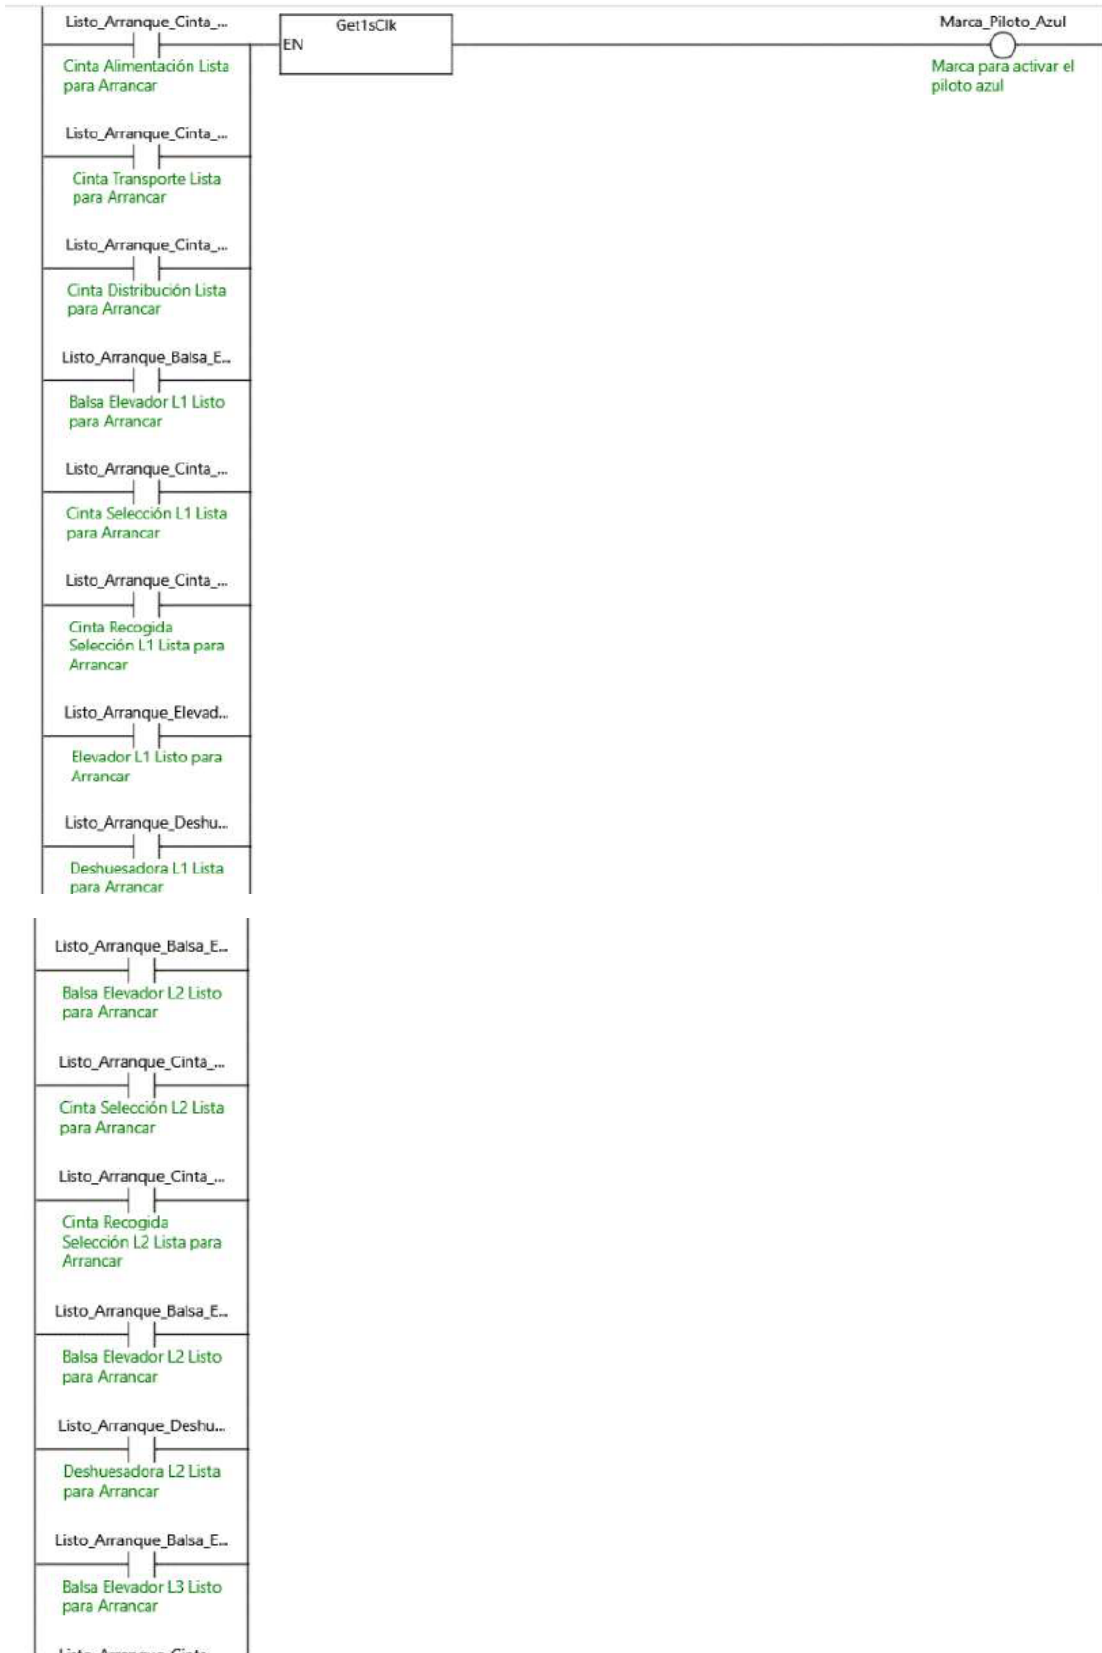 Listo_Arranque_Cinta_...
Get1sClk
Marca_Piloto_Azul
EN
Cinta Alimentación Lista
para Arrancar
Marca para activar el
piloto azul
Listo_Arranque_Cinta_...
Cinta Transporte Lista
para Arrancar
Listo_Arranque_Cinta_...
Cinta Distribución Lista
para Arrancar
Listo_Arranque_Balsa_E...
Balsa Elevador L1 Listo
para Arrancar
Listo_Arranque_Cinta_...
Cinta Selección L1 Lista
para Arrancar
Listo_Arranque_Cinta_...
Cinta Recogida
Selección L1 Lista para
Arrancar
Listo_Arranque_Elevad...
Elevador L1 Listo para
Arrancar
Listo_Arranque_Deshu...
Deshuesadora L1 Lista
para Arrancar
Listo_Arranque_Balsa_E...
Balsa Elevador L2 Listo
para Arrancar
Listo_Arranque_Cinta_...
Cinta Selección L2 Lista
para Arrancar
Listo_Arranque_Cinta_...
Cinta Recogida
Selección L2 Lista para
Arrancar
Listo_Arranque_Balsa_E...
Balsa Elevador L2 Listo
para Arrancar
Listo_Arranque_Deshu...
Deshuesadora L2 Lista
para Arrancar
Listo_Arranque_Balsa_E...
Balsa Elevador L3 Listo
para Arrancar